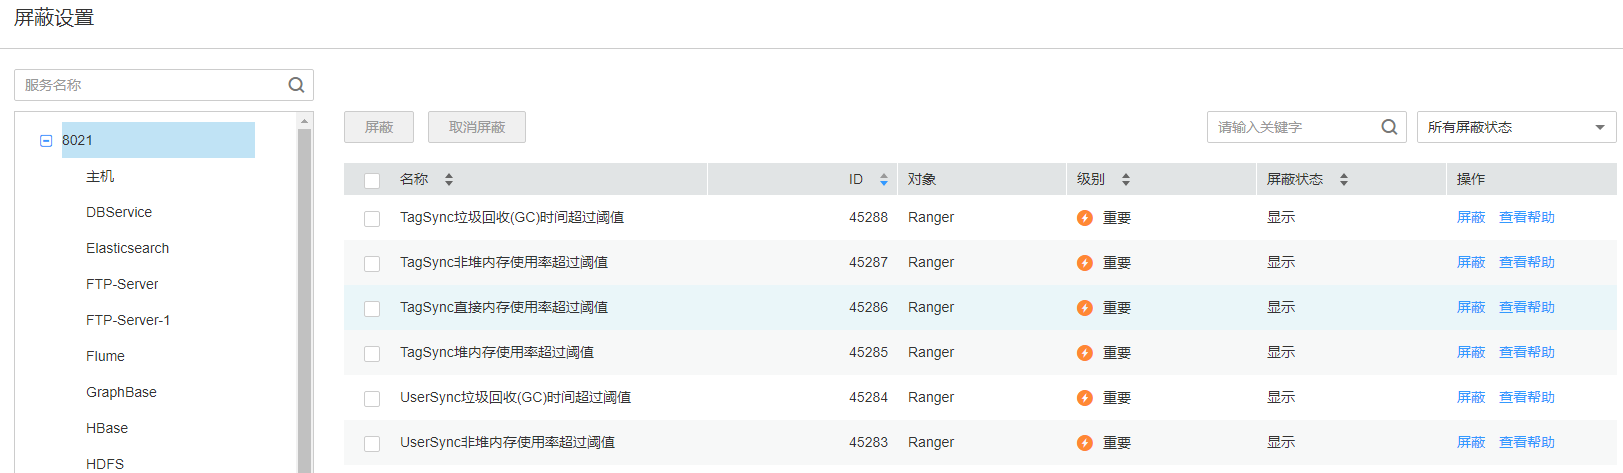 屏蔽设置
服务名称
8021
主机
DBService
Elasticsearch
FTP-Server
FTP-Server-1
Flume
GraphBase
HBase
HDFS
屏蔽 取消屏蔽 请输入关键字 所有屏蔽状态
名称 ID 对象 级别 屏蔽状态 操作
TagSync垃圾回收(GC)时间超过阈值 45288 Ranger 重要 显示 屏蔽 查看帮助
TagSync非堆内存使用率超过阈值 45287 Ranger 重要 显示 屏蔽 查看帮助
TagSync直接内存使用率超过阈值 45286 Ranger 重要 显示 屏蔽 查看帮助
TagSync堆内存使用率超过阈值 45285 Ranger 重要 显示 屏蔽 查看帮助
UserSync垃圾回收(GC)时间超过阈值 45284 Ranger 重要 显示 屏蔽 查看帮助
UserSync非堆内存使用率超过阈值 45283 Ranger 重要 显示 屏蔽 查看帮助